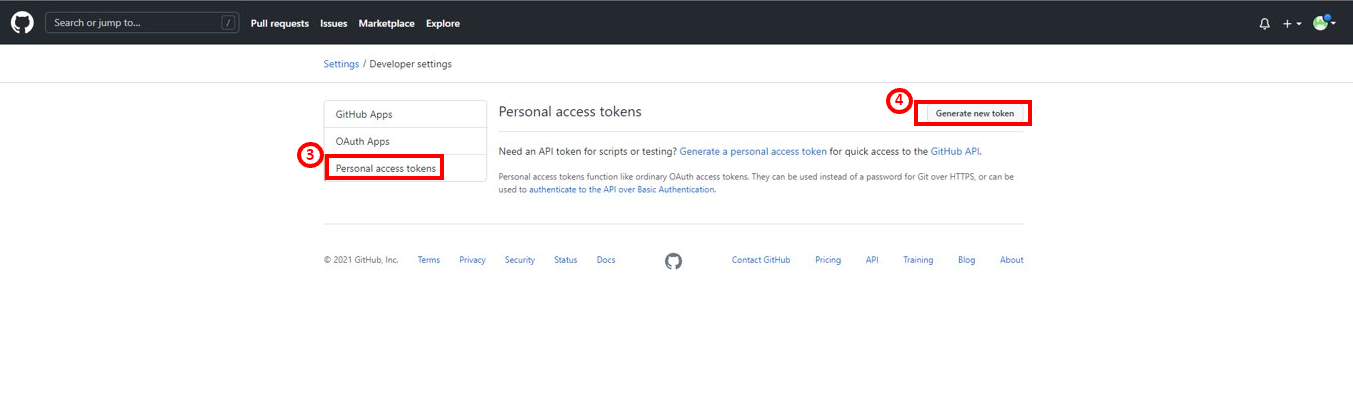 Search or jump to... /
Pull requests Issues Marketplace Explore
Settings / Developer settings
GitHub Apps
OAuth Apps
3
Personal access tokens
Personal access tokens
4
Generate new token
Need an API token for scripts or testing? Generate a personal access token for quick access to the GitHub API.
Personal access tokens function like ordinary OAuth access tokens. They can be used instead of a password for Git over HTTPS, or can be
used to authenticate to the API over Basic Authentication.
© 2021 GitHub, Inc. Terms Privacy Security Status Docs Contact GitHub Pricing API Training Blog About